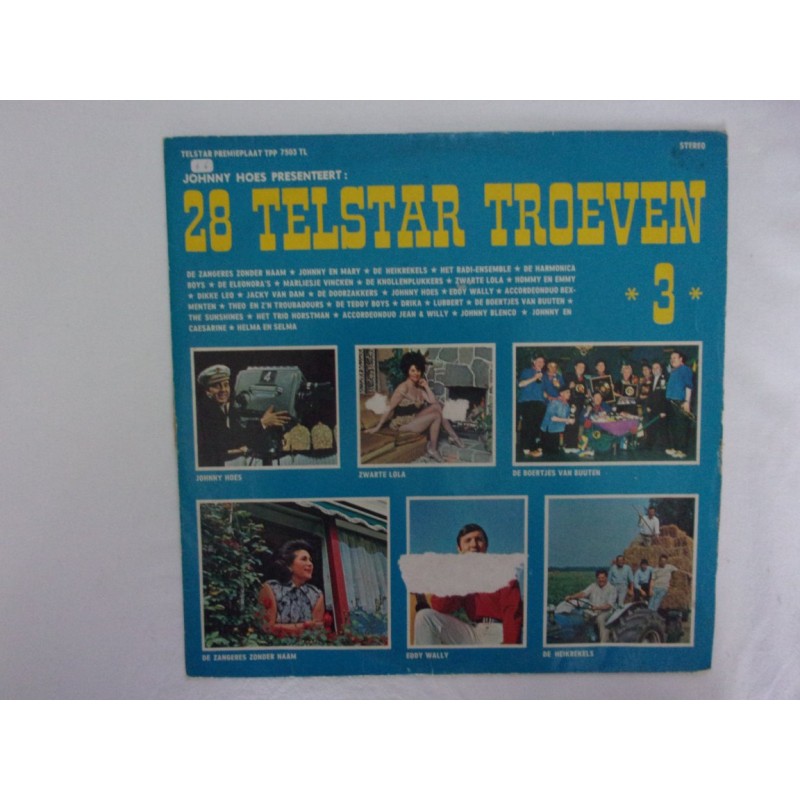 TELSTAR PREMIEPLAAT TPP 7503 TL
STEREO
JOHNNY HOES PRESENTEERT:
28 TELSTAR TROEVEN
* 3 *
DE ZANGERES ZONDER NAAM ★ JOHNNY EN MARY ★ DE HEIKREKELS ★ HET RADI-ENSEMBLE ★ DE HARMONICA
BOYS ★ DE ELEONORA'S ★ MARLIESJE VINCKEN ★ DE KNOLLENPLUKKERS ★ ZWARTE LOLA ★ HOMMY EN EMMY
★ DIKKE LEO ★ JACKY VAN DAM ★ DE DOORZAKKERS ★ JOHNNY HOES ★ EDDY WALLY ★ ACCORDEONDUO BEX-
MENTEN ★ THEO EN Z'N TROUBADOURS ★ DE TEDDY BOYS ★ DRIKA ★ LUBBERT ★ DE BOERTJES VAN BUUTEN ★
THE SUNSHINES ★ HET TRIO HORSTMAN ★ ACCORDEONDUO JEAN & WILLY ★ JOHNNY BLENCO ★ JOHNNY EN
CAESARINE ★ HELMA EN SELMA
4
JOHNNY HOES
ZWARTE LOLA
DE BOERTJES VAN BUUTEN
DE ZANGERES ZONDER NAAM
EDDY WALLY
DE HEIKREKELS